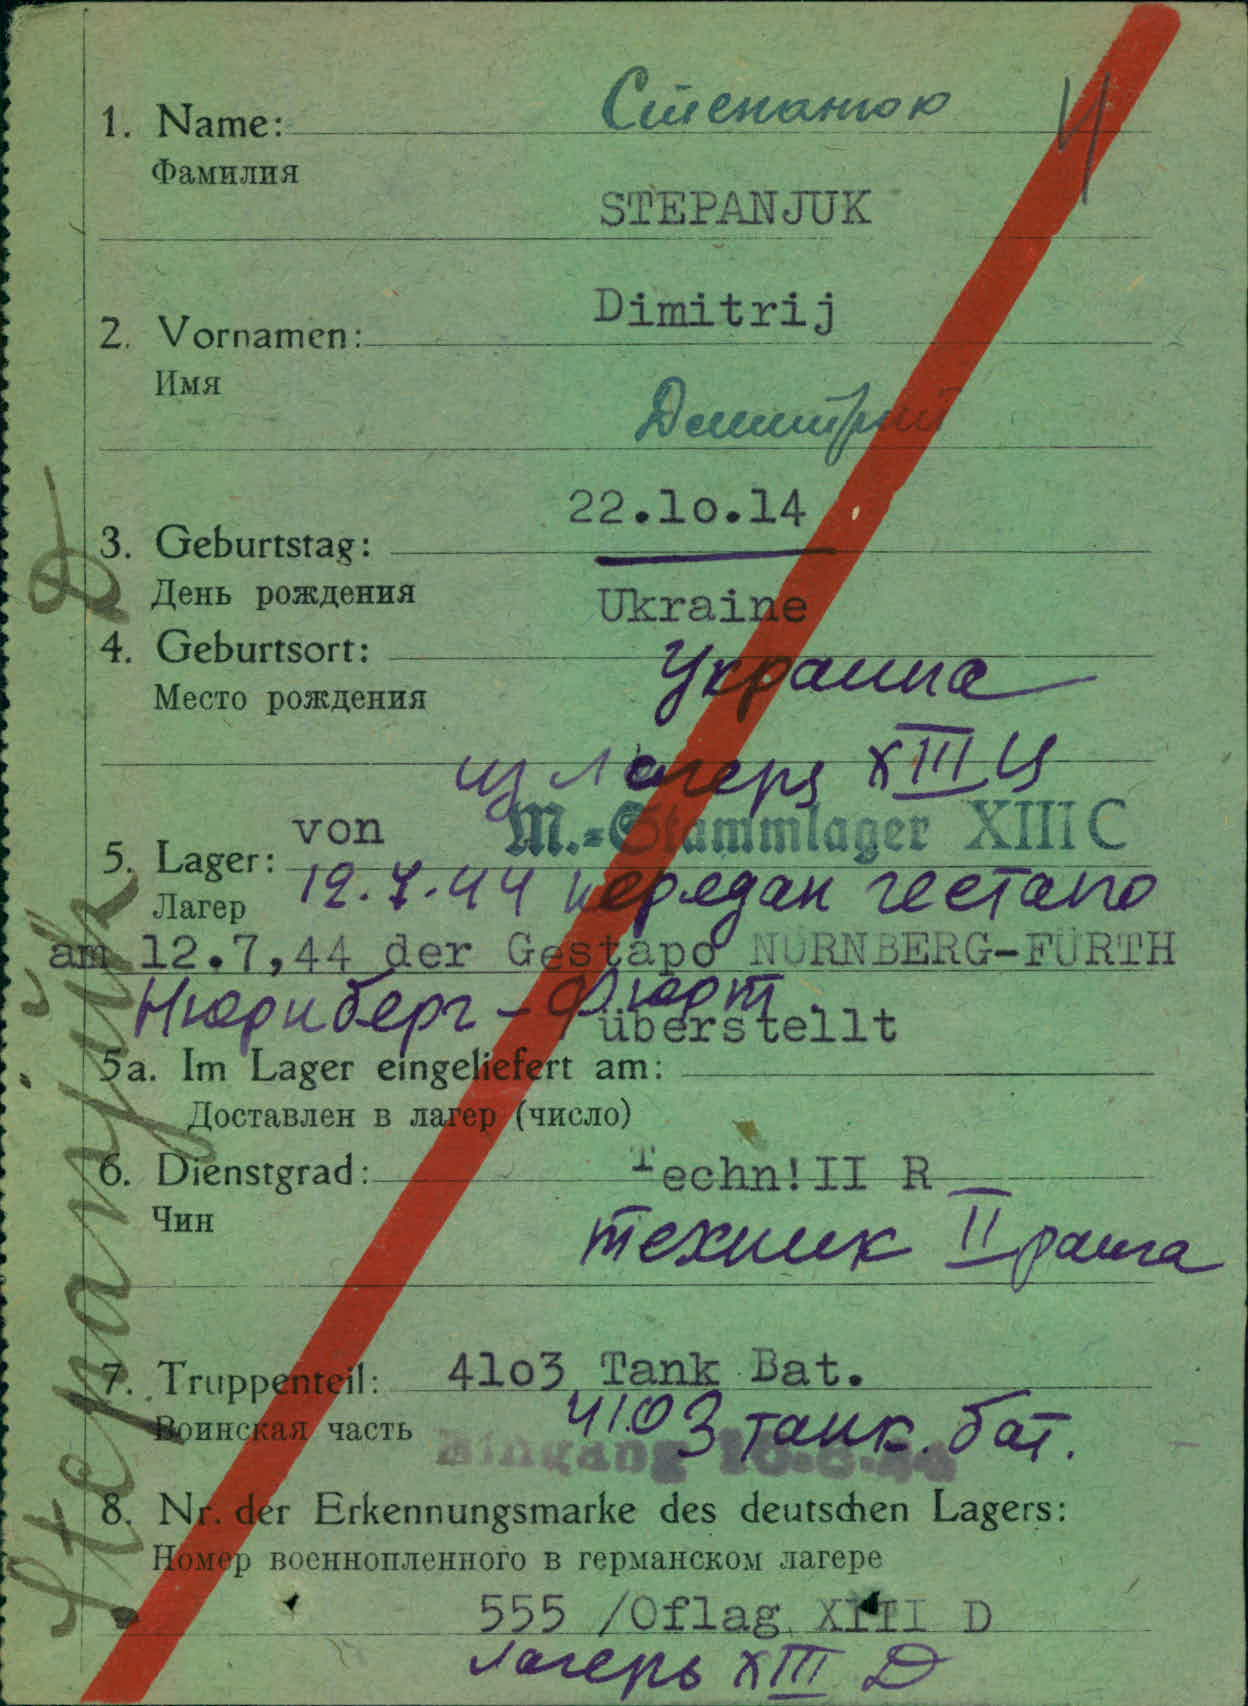 Степанюк
1. Name:
Фамилия
STEPANJUK
Dimitrij
2. Vornamen:
Имя
Дмитрий
22.1o.14
3. Geburtstag:
День рождения
Ukraine
4. Geburtsort:
Украина
Место рождения
из лагеря XIII Ц
von M.-Stammlager XIII C
5. Lager:
12.7.44 передан гестапо
Лагер
am 12.7,44 der Gestapo NÜRNBERG-FÜRTH
Нюрнберг-Фюрт
überstellt
5a. Im Lager eingeliefert am:
Доставлен в лагер (число)
6. Dienstgrad: Techn!II R
Чин
техник II ранга
7. Truppenteil: 41o3 Tank Bat.
Воинская часть 4103 танк. бат.
Eingang
8. Nr. der Erkennungsmarke des deutschen Lagers:
Номер военнопленного в германском лагере
555 /Oflag XIII D
лагерь XIII D
Stepanjuk D